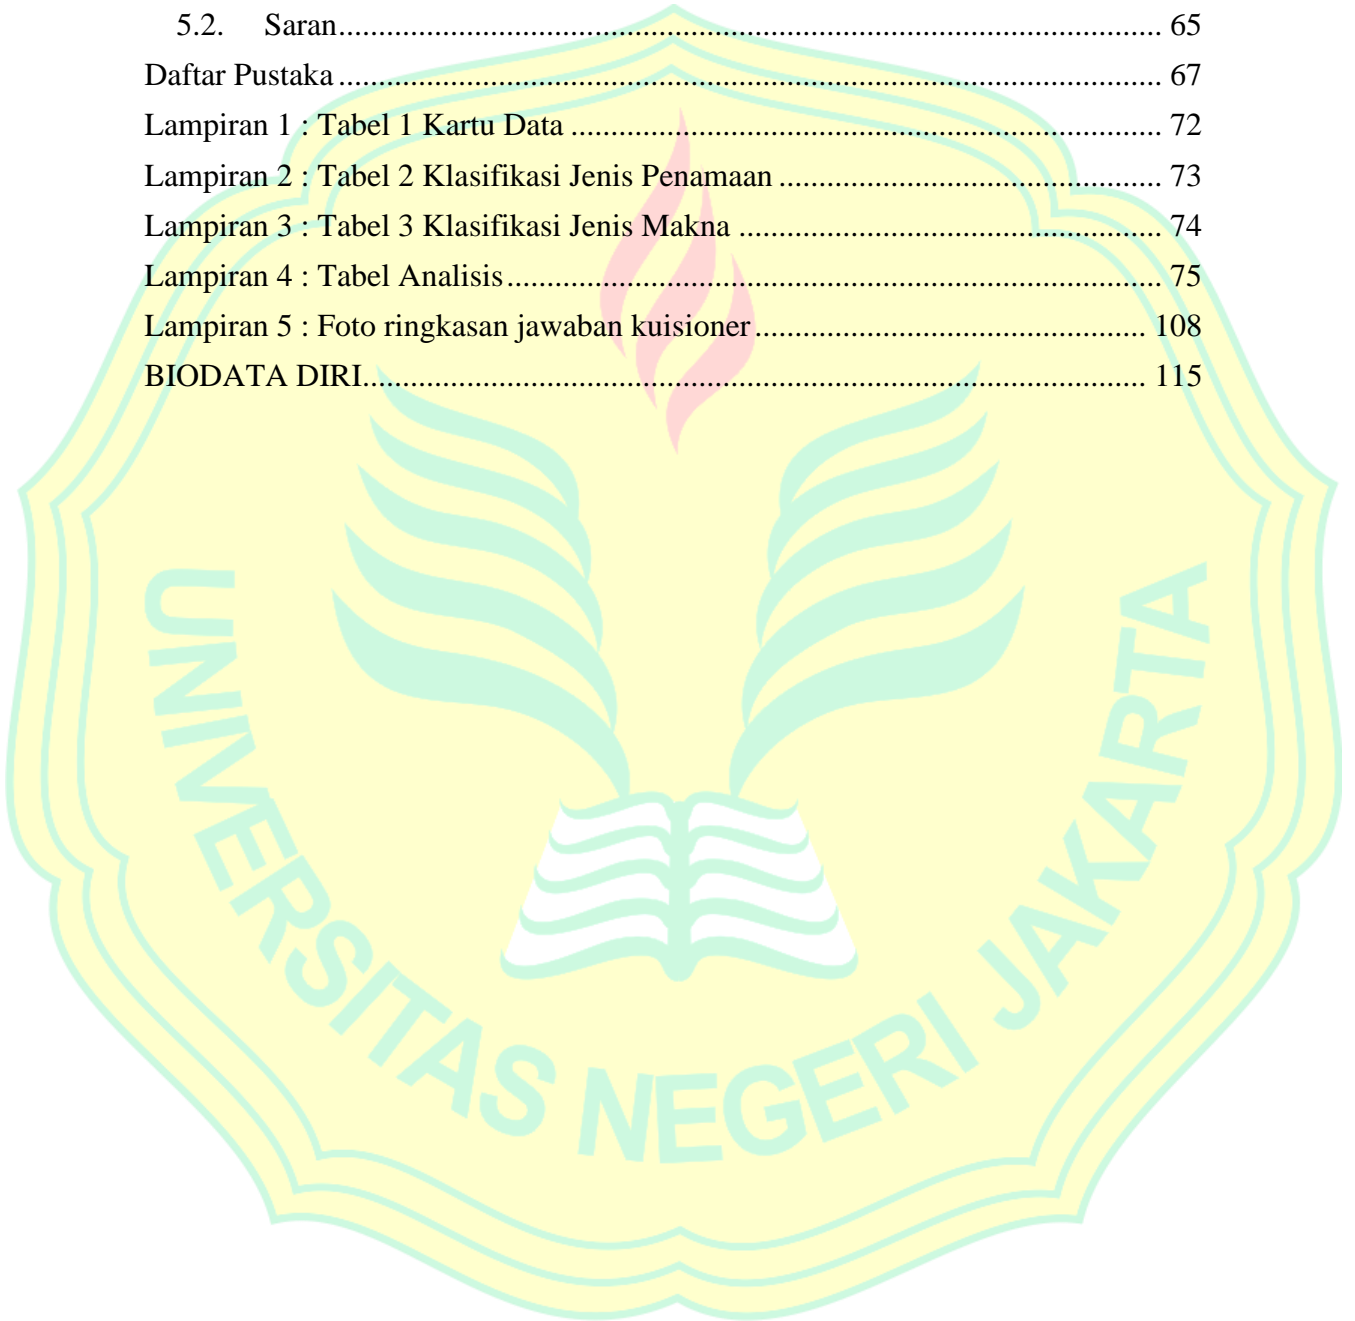 5.2. Saran........................................................................................................ 65
Daftar Pustaka ........................................................................................................ 67
Lampiran 1 : Tabel 1 Kartu Data ........................................................................... 72
Lampiran 2 : Tabel 2 Klasifikasi Jenis Penamaan ................................................. 73
Lampiran 3 : Tabel 3 Klasifikasi Jenis Makna ...................................................... 74
Lampiran 4 : Tabel Analisis.................................................................................... 75
Lampiran 5 : Foto ringkasan jawaban kuisioner .................................................. 108
BIODATA DIRI.................................................................................................... 115
UNIVERSITAS NEGERI JAKARTA